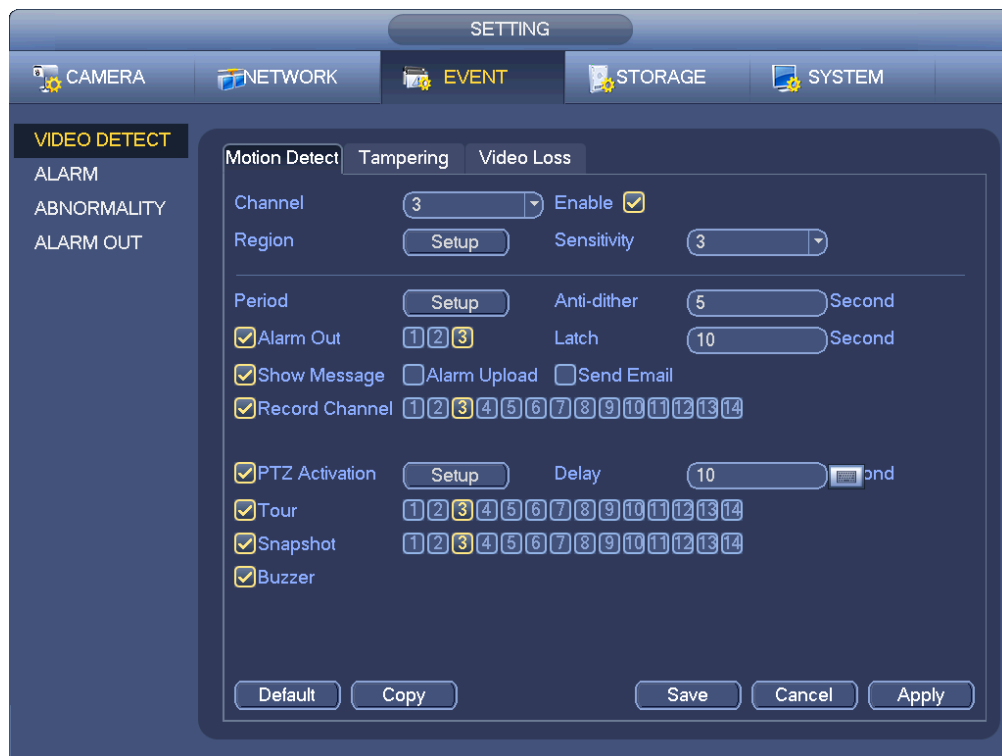 SETTING
CAMERA NETWORK EVENT STORAGE SYSTEM
VIDEO DETECT
ALARM
ABNORMALITY
ALARM OUT
Motion Detect Tampering Video Loss
Channel 3 Enable
Region Setup Sensitivity 3
Period Setup Anti-dither 5 Second
Alarm Out 1 2 3 Latch 10 Second
Show Message Alarm Upload Send Email
Record Channel 1 2 3 4 5 6 7 8 9 10 11 12 13 14
PTZ Activation Setup Delay 10 ond
Tour 1 2 3 4 5 6 7 8 9 10 11 12 13 14
Snapshot 1 2 3 4 5 6 7 8 9 10 11 12 13 14
Buzzer
Default Copy Save Cancel Apply